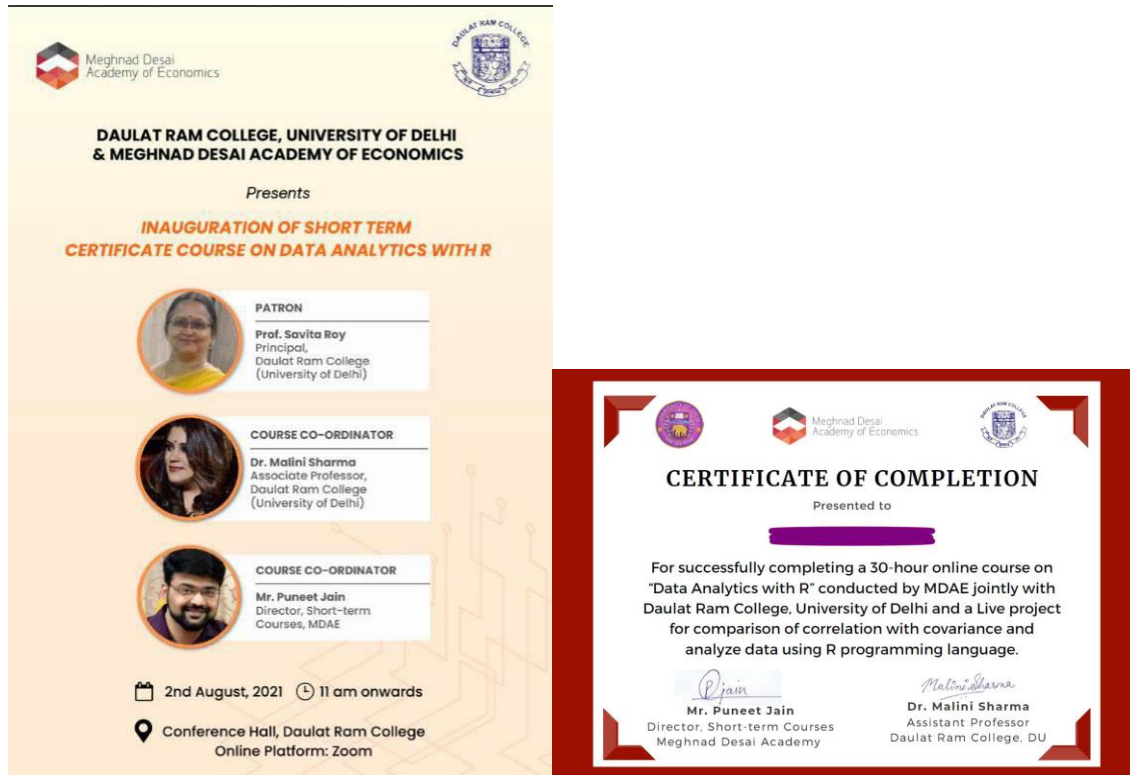 Meghnad Desai
Academy of Economics
DAULAT RAM COLLEGE
DAULAT RAM COLLEGE, UNIVERSITY OF DELHI
& MEGHNAD DESAI ACADEMY OF ECONOMICS
Presents
INAUGURATION OF SHORT TERM
CERTIFICATE COURSE ON DATA ANALYTICS WITH R
PATRON
Prof. Savita Roy
Principal,
Daulat Ram College
(University of Delhi)
COURSE CO-ORDINATOR
Dr. Malini Sharma
Associate Professor,
Daulat Ram College
(University of Delhi)
COURSE CO-ORDINATOR
Mr. Puneet Jain
Director, Short-term
Courses, MDAE
2nd August, 2021 11 am onwards
Conference Hall, Daulat Ram College
Online Platform: Zoom
Meghnad Desai
Academy of Economics
DAULAT RAM COLLEGE
CERTIFICATE OF COMPLETION
Presented to
For successfully completing a 30-hour online course on
“Data Analytics with R” conducted by MDAE jointly with
Daulat Ram College, University of Delhi and a Live project
for comparison of correlation with covariance and
analyze data using R programming language.
Pjain
Mr. Puneet Jain
Director, Short-term Courses
Meghnad Desai Academy
Malini Sharma
Dr. Malini Sharma
Assistant Professor
Daulat Ram College, DU